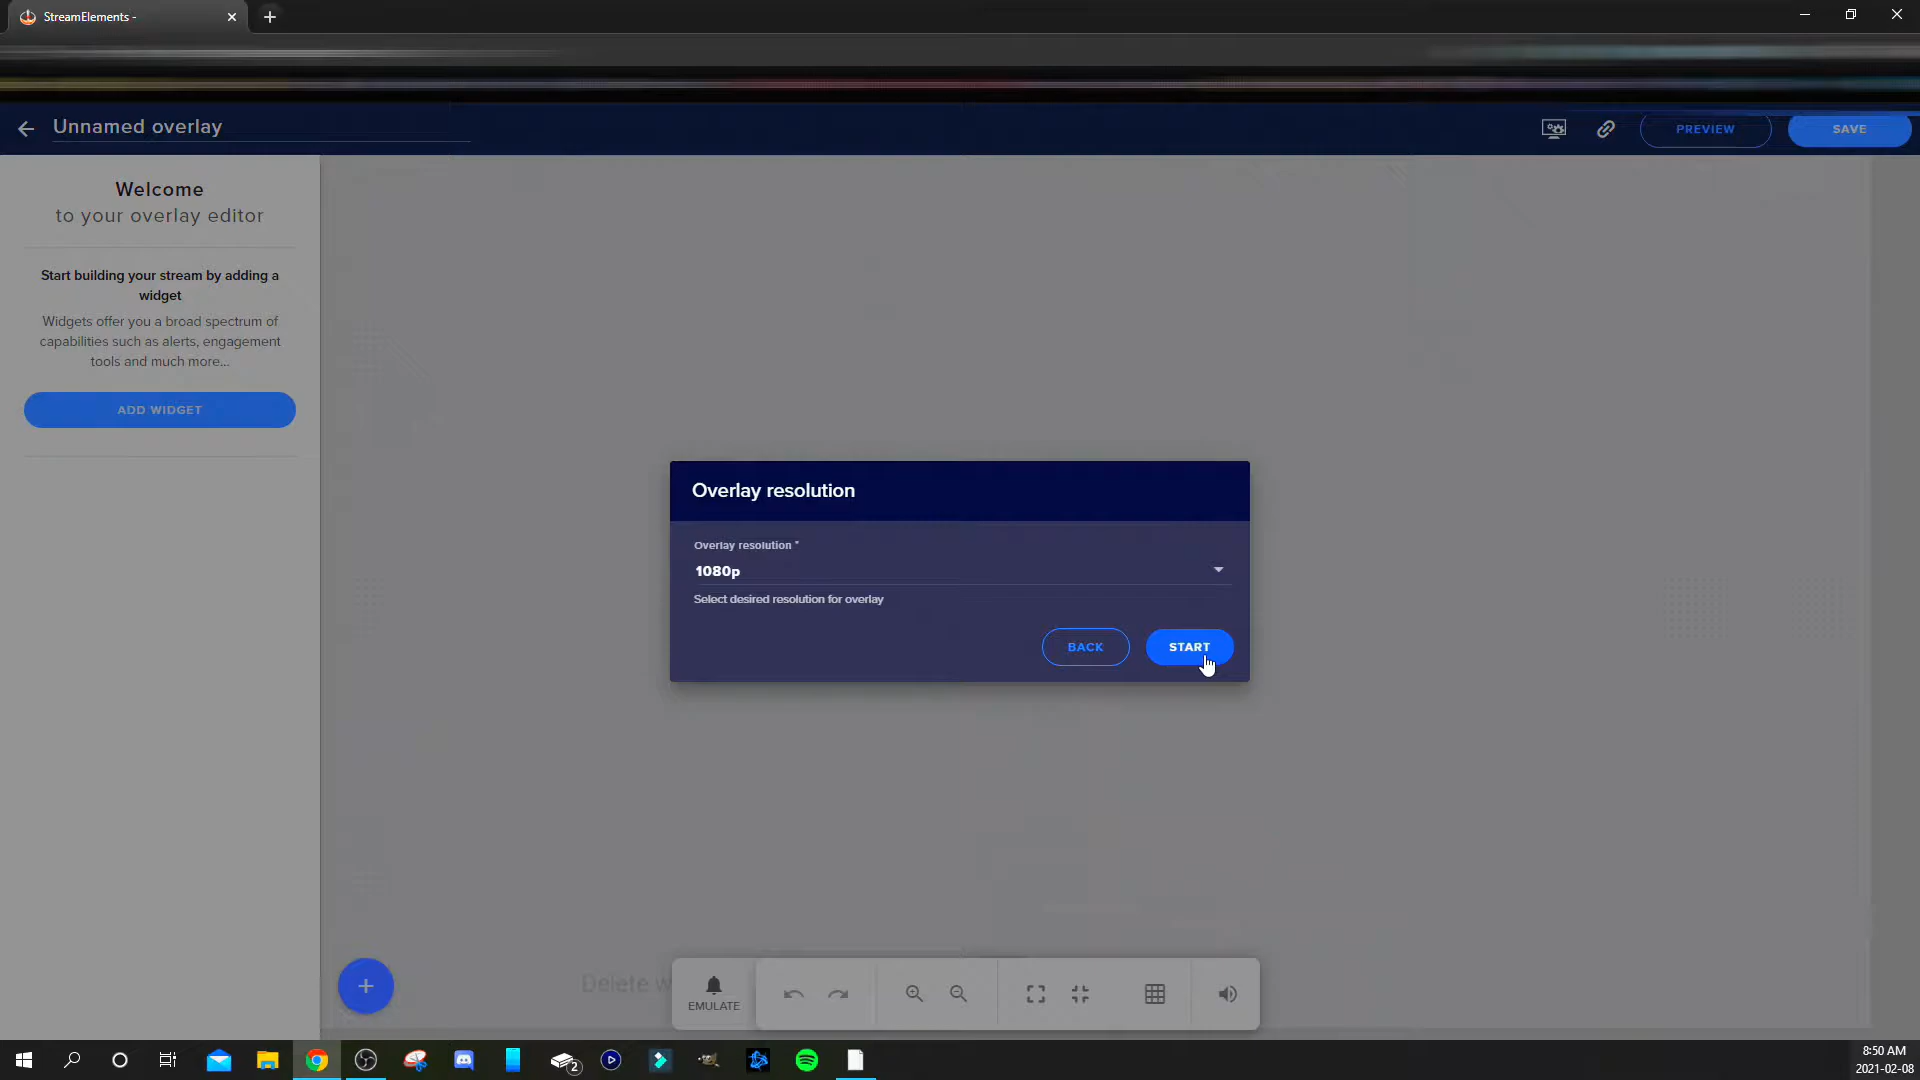 StreamElements -
Unnamed overlay
PREVIEW
SAVE
Welcome
to your overlay editor
Start building your stream by adding a
widget
Widgets offer you a broad spectrum of
capabilities such as alerts, engagement
tools and much more...
ADD WIDGET
Overlay resolution
Overlay resolution *
1080p
Select desired resolution for overlay
BACK
START
Delete w
EMULATE
2
8:50 AM
2021-02-08